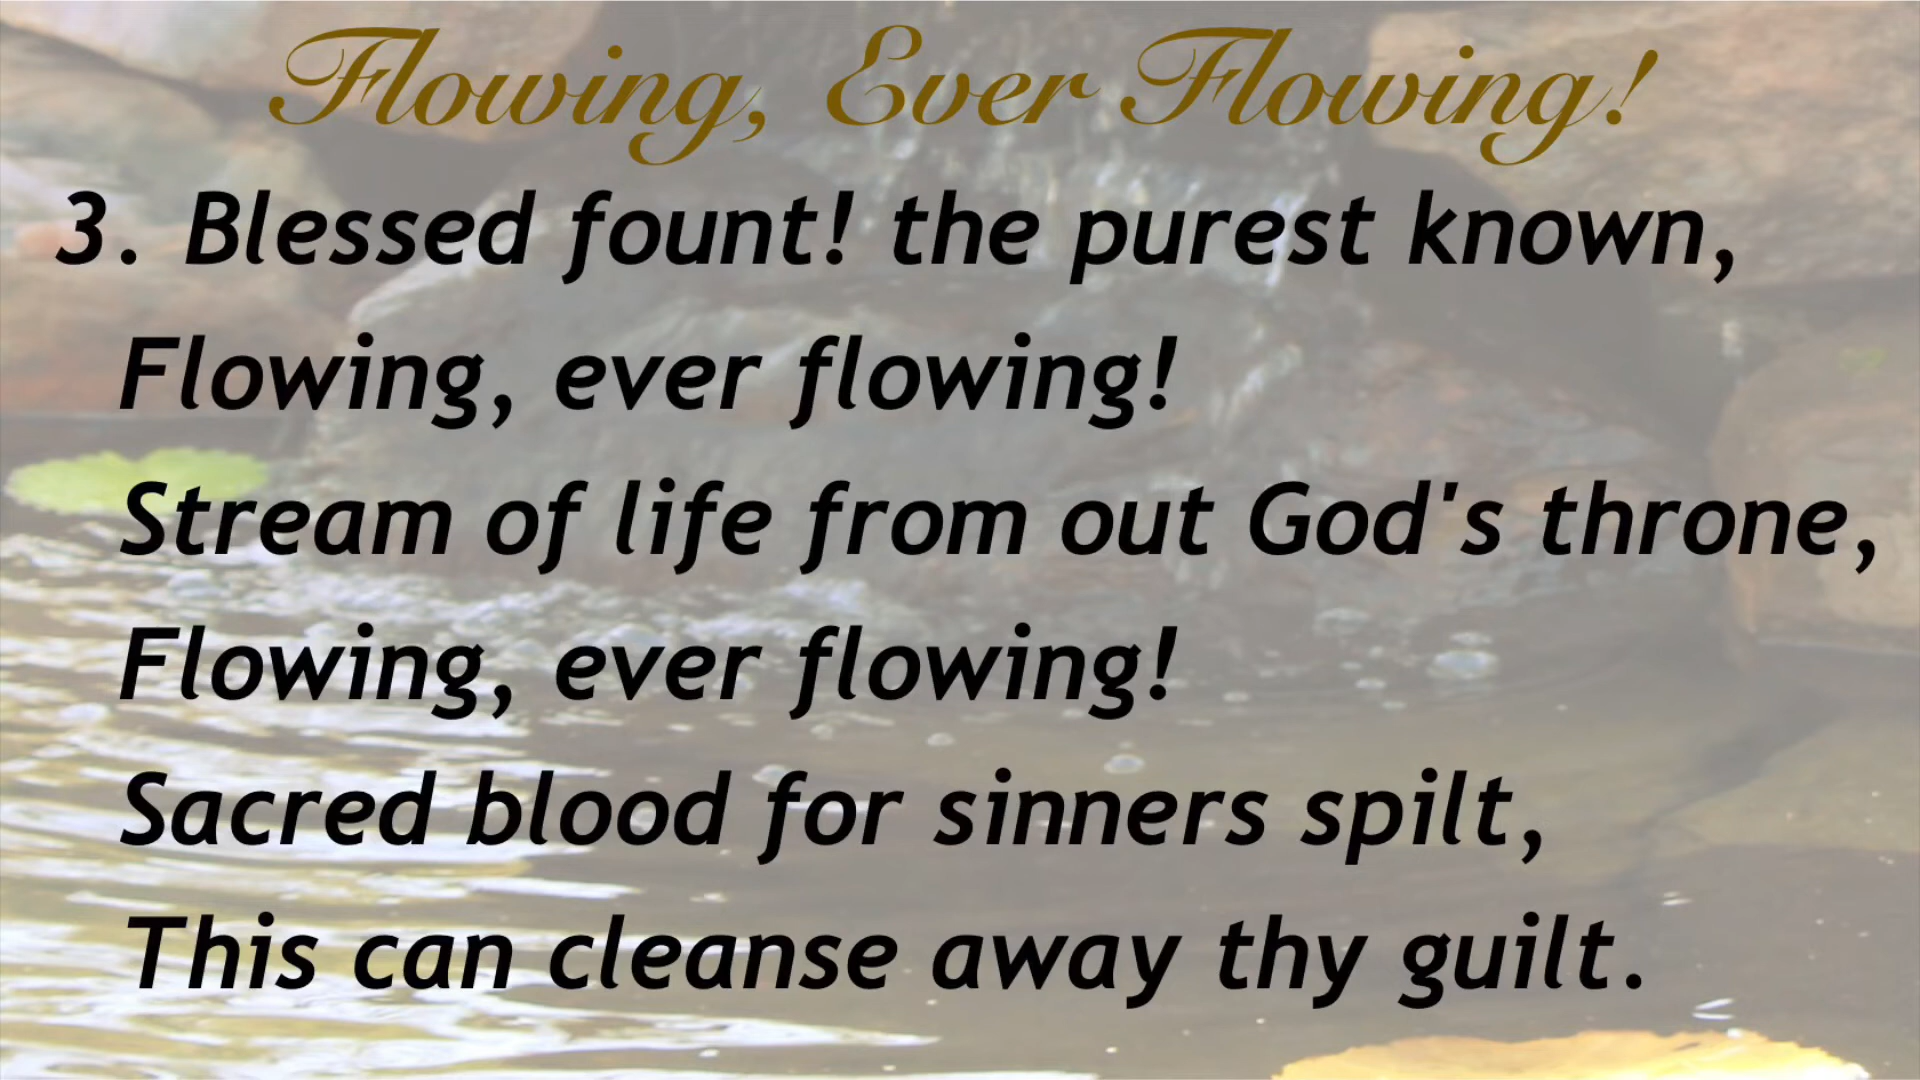 Flowing, Ever Flowing!
3. Blessed fount! the purest known,
Flowing, ever flowing!
Stream of life from out God's throne,
Flowing, ever flowing!
Sacred blood for sinners spilt,
This can cleanse away thy guilt.